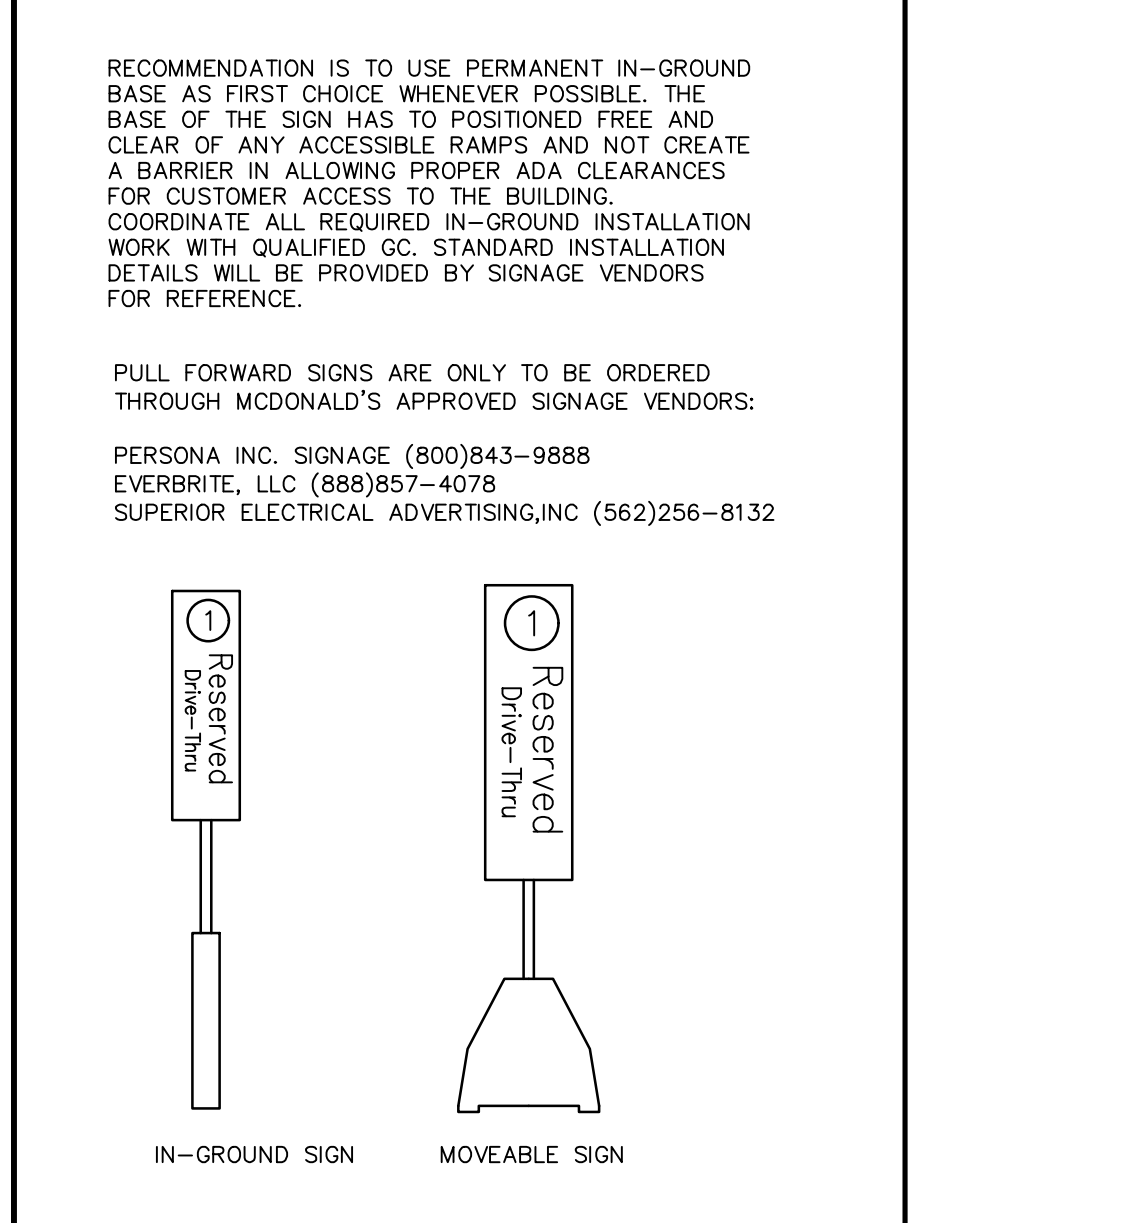 RECOMMENDATION IS TO USE PERMANENT IN-GROUND
BASE AS FIRST CHOICE WHENEVER POSSIBLE. THE
BASE OF THE SIGN HAS TO POSITIONED FREE AND
CLEAR OF ANY ACCESSIBLE RAMPS AND NOT CREATE
A BARRIER IN ALLOWING PROPER ADA CLEARANCES
FOR CUSTOMER ACCESS TO THE BUILDING.
COORDINATE ALL REQUIRED IN-GROUND INSTALLATION
WORK WITH QUALIFIED GC. STANDARD INSTALLATION
DETAILS WILL BE PROVIDED BY SIGNAGE VENDORS
FOR REFERENCE.
PULL FORWARD SIGNS ARE ONLY TO BE ORDERED
THROUGH MCDONALD'S APPROVED SIGNAGE VENDORS:
PERSONA INC. SIGNAGE (800)843-9888
EVERBRITE, LLC (888)857-4078
SUPERIOR ELECTRICAL ADVERTISING,INC (562)256-8132
1
Reserved
Drive-Thru
1
Reserved
Drive-Thru
IN-GROUND SIGN
MOVEABLE SIGN